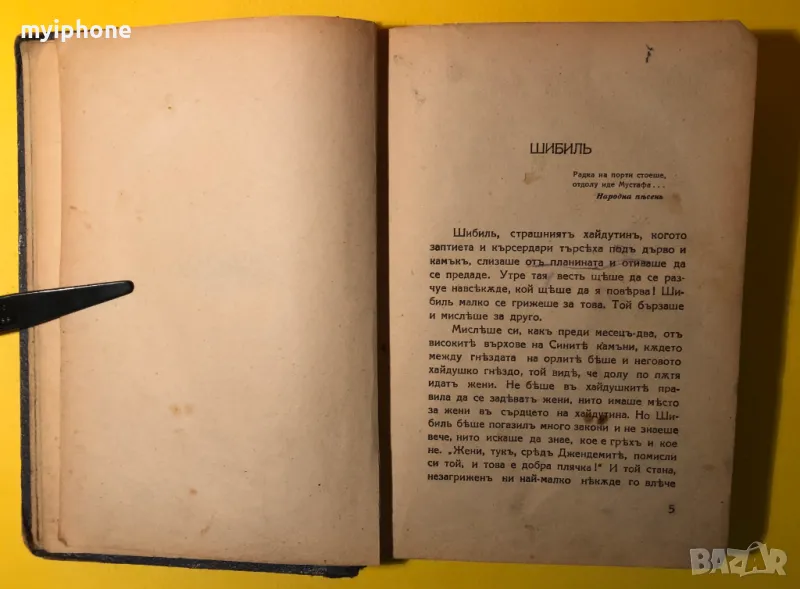 myiphone
ШИБИЛЬ
Радка на порти стоеше,
отдолу иде Мустафа . . .
Народна пѣсень
Шибиль, страшниятъ хайдутинъ, когото
заптиета и кърсердари търсѣха подъ дърво и
камъкъ, слизаше отъ планината и отиваше да
се предаде. Утре тая весть щѣше да се раз-
чуе навсѣкѫде, кой щѣше да я повѣрва! Ши-
биль малко се грижеше за това. Той бързаше
и мислѣше за друго.
Мислѣше си, какъ преди месецъ-два, отъ
високитѣ върхове на Синитѣ камъни, кѫдето
между гнѣздата на орлитѣ бѣше и неговото
хайдушко гнѣздо, той видѣ, че долу по пѫтя
идатъ жени. Не бѣше въ хайдушкитѣ пра-
вила да се задѣватъ жени, нито имаше мѣсто
за жени въ сърдцето на хайдутина. Но Ши-
биль бѣше погазилъ много закони и не знаеше
вече, нито искаше да знае, кое е грѣхъ и кое
не. „Жени, тукъ, срѣдъ Джендемитѣ, помисли
си той, и това е добра плячка!“ И той стана,
незагриженъ ни най-малко нѣкѫде го влѣче
5
BAZAR